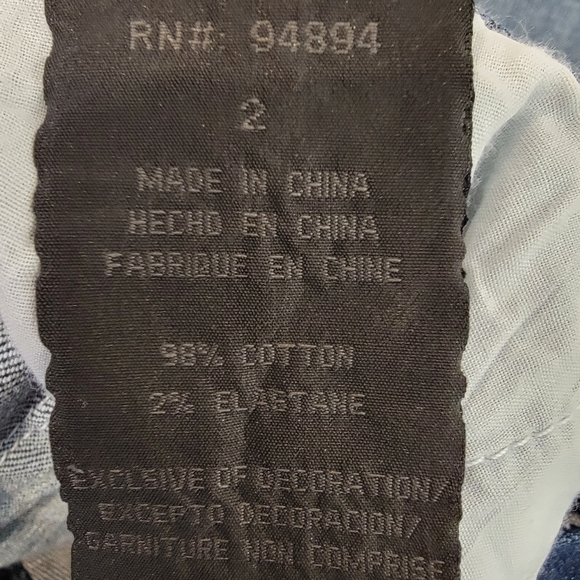 RN#: 94894
2
MADE IN CHINA
HECHO EN CHINA
FABRIQUE EN CHINE
98% COTTON
2% ELASTANE
EXCLSIVE OF DECORATION/
EXCEPTO DECORACION/
GARNITURE NON COMPRISE